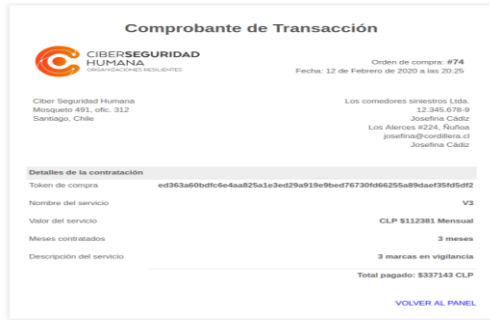 Comprobante de Transacción
CIBERSEGURIDAD
HUMANA
ORGANIZACIONES RESILIENTES
Orden de compra: #74
Fecha: 12 de Febrero de 2020 a las 20:25
Ciber Seguridad Humana
Mosqueto 491, ofic. 312
Santiago, Chile
Los comedores siniestros Ltda.
12.345.678-9
Josefina Cádiz
Los Alerces #224, Ñuñoa
josefina@cordillera.cl
Josefina Cádiz
Detalles de la contratación
Token de compra ed363a60bdfc6e4aa825a1e3ed29a919e9bed76730fd66255a89daef35fd5df2
Nombre del servicio V3
Valor del servicio CLP $112381 Mensual
Meses contratados 3 meses
Descripción del servicio 3 marcas en vigilancia
Total pagado: $337143 CLP
VOLVER AL PANEL